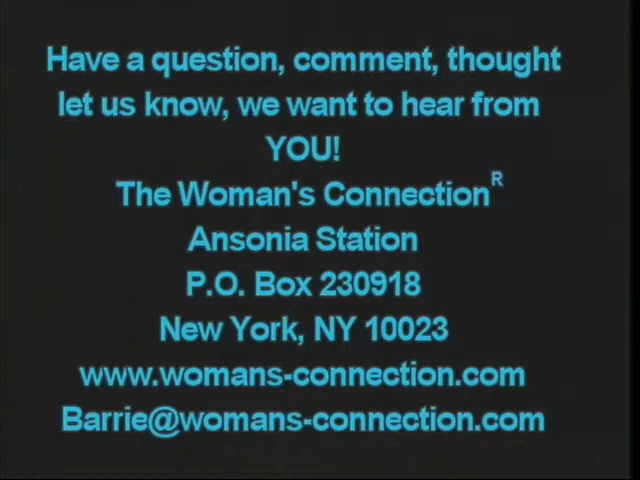 Have a question, comment, thought
let us know, we want to hear from
YOU!
The Woman's Connection R
Ansonia Station
P.O. Box 230918
New York, NY 10023
www.womans-connection.com
Barrie@womans-connection.com